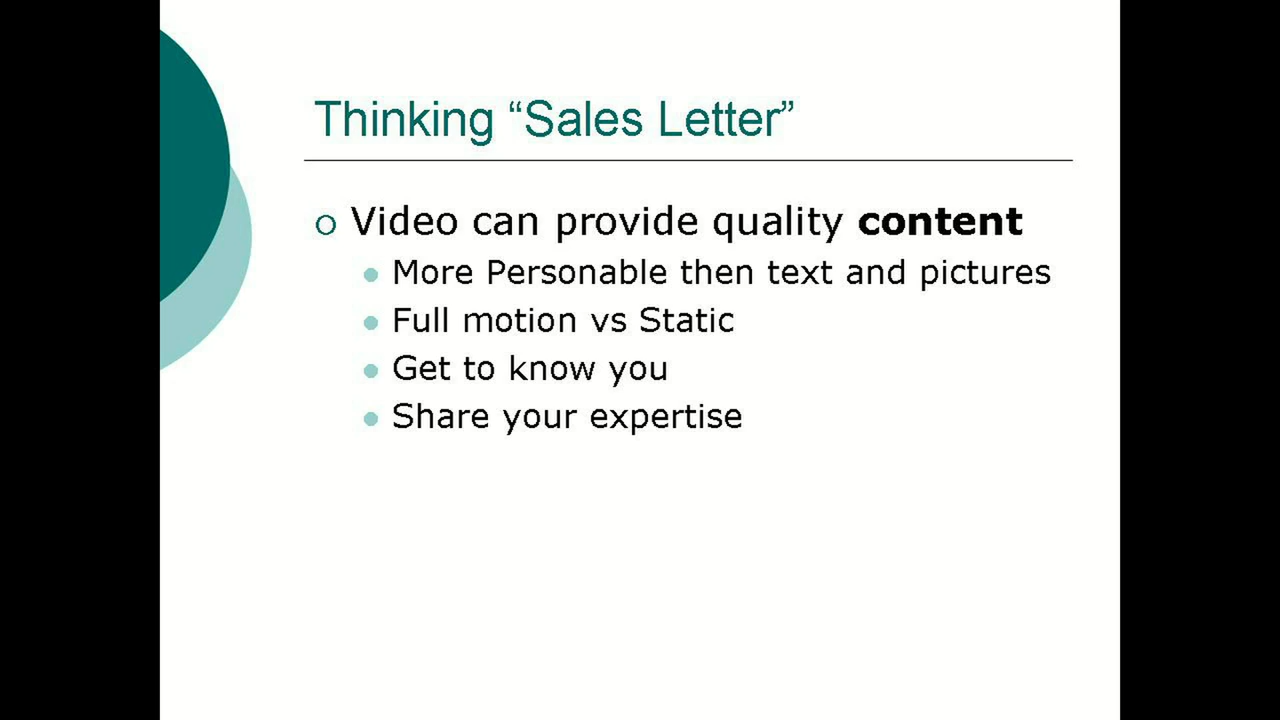 Thinking “Sales Letter”
Video can provide quality content
More Personable then text and pictures
Full motion vs Static
Get to know you
Share your expertise